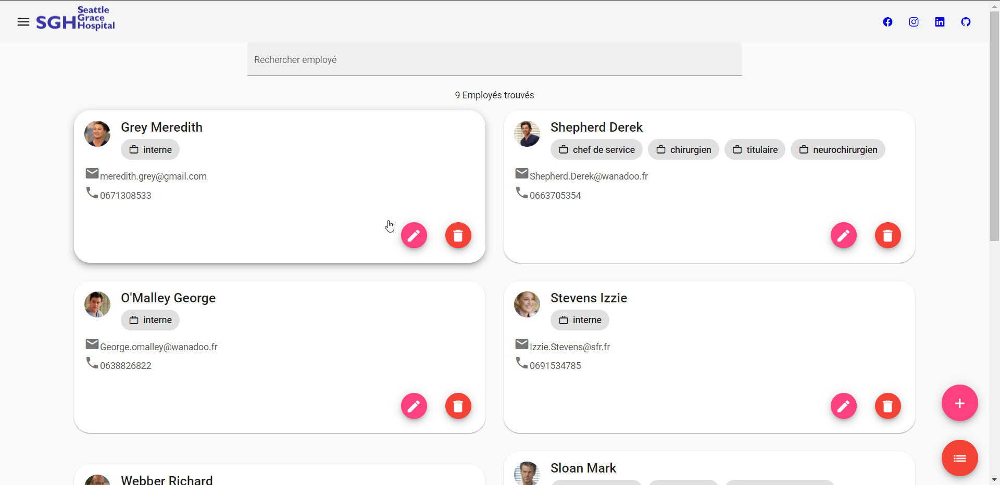 SGH
Seattle
Grace
Hospital
Rechercher employé
9 Employés trouvés
Grey Meredith
interne
meredith.grey@gmail.com
0671308533
Shepherd Derek
chef de service
chirurgien
titulaire
neurochirurgien
Shepherd.Derek@wanadoo.fr
0663705354
O'Malley George
interne
George.omalley@wanadoo.fr
0638826822
Stevens Izzie
interne
Izzie.Stevens@sfr.fr
0691534785
Webber Richard
Sloan Mark